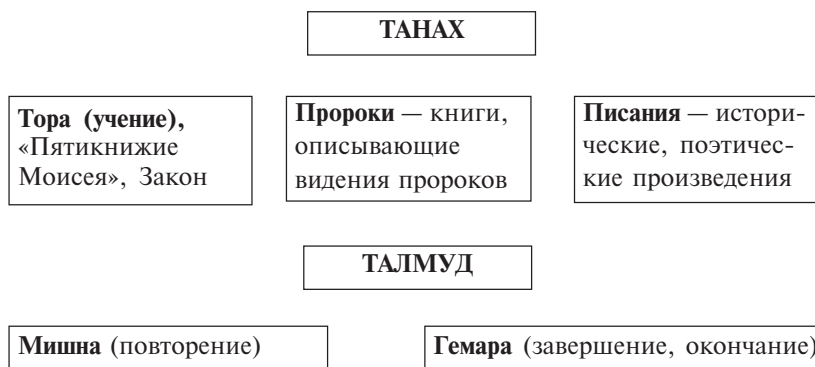 ТАНАХ
Тора (учение),
«Пятикнижие
Моисея», Закон
Пророки — книги,
описывающие
видения пророков
Писания — истори-
ческие, поэтичес-
кие произведения
ТАЛМУД
Мишна (повторение)
Гемара (завершение, окончание)